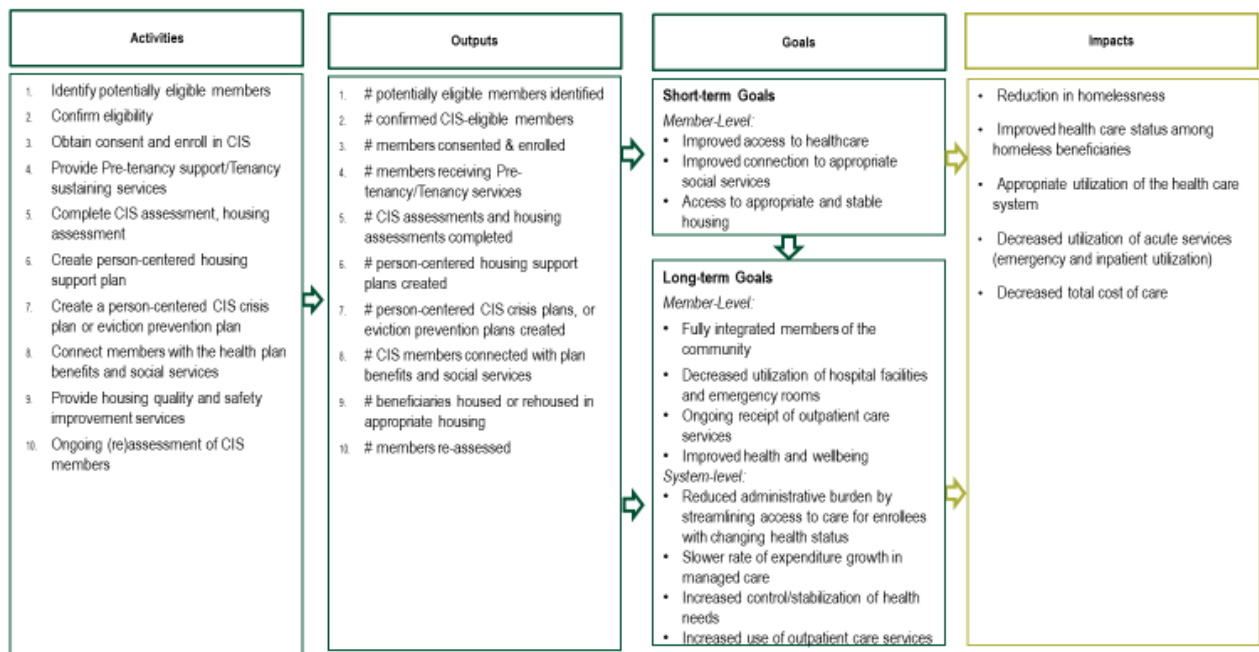 Activities
1. Identify potentially eligible members
2. Confirm eligibility
3. Obtain consent and enroll in CIS
4. Provide Pre-tenancy support/Tenancy
sustaining services
5. Complete CIS assessment, housing
assessment
6. Create person-centered housing
support plan
7. Create a person-centered CIS crisis
plan or eviction prevention plan
8. Connect members with the health plan
benefits and social services
9. Provide housing quality and safety
improvement services
10. Ongoing (re)assessment of CIS
members
Outputs
1. # potentially eligible members identified
2. # confirmed CIS-eligible members
3. # members consented & enrolled
4. # members receiving Pre-
tenancy/Tenancy services
5. # CIS assessments and housing
assessments completed
6. # person-centered housing support
plans created
7. # person-centered CIS crisis plans, or
eviction prevention plans created
8. # CIS members connected with plan
benefits and social services
9. # beneficiaries housed or rehoused in
appropriate housing
10. # members re-assessed
Goals
Short-term Goals
Member-Level:
• Improved access to healthcare
• Improved connection to appropriate
social services
• Access to appropriate and stable
housing
Long-term Goals
Member-Level:
• Fully integrated members of the
community
• Decreased utilization of hospital facilities
and emergency rooms
• Ongoing receipt of outpatient care
services
• Improved health and wellbeing
System-level:
• Reduced administrative burden by
streamlining access to care for enrollees
with changing health status
• Slower rate of expenditure growth in
managed care
• Increased control/stabilization of health
needs
• Increased use of outpatient care services
Impacts
• Reduction in homelessness
• Improved health care status among
homeless beneficiaries
• Appropriate utilization of the health care
system
• Decreased utilization of acute services
(emergency and inpatient utilization)
• Decreased total cost of care